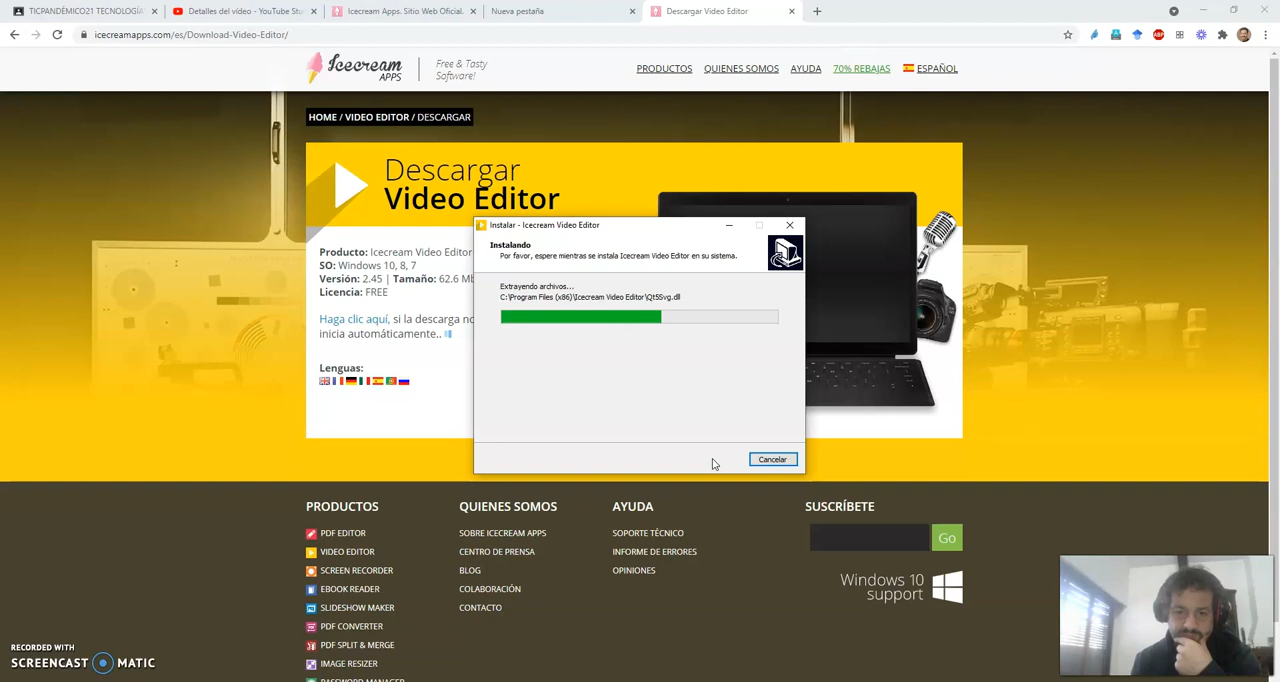 TICPANDÉMICO21 TECNOLOGÍA
Detalles del vídeo - YouTube Stu
Icecream Apps. Sitio Web Oficial.
Nueva pestaña
Descargar Video Editor
icecreamapps.com/es/Download-Video-Editor/
ABP
Icecream
APPS
Free & Tasty
Software!
PRODUCTOS
QUIENES SOMOS
AYUDA
70% REBAJAS
ESPAÑOL
HOME / VIDEO EDITOR / DESCARGAR
Descargar
Video Editor
Producto: Icecream Video Editor
SO: Windows 10, 8, 7
Versión: 2.45 | Tamaño: 62.6 Mb
Licencia: FREE
Haga clic aquí, si la descarga no
inicia automáticamente..
Lenguas:
Instalar - Icecream Video Editor
Instalando
Por favor, espere mientras se instala Icecream Video Editor en su sistema.
Extrayendo archivos...
C:\Program Files (x86)\Icecream Video Editor\Qt5Svg.dll
Cancelar
PRODUCTOS
PDF EDITOR
VIDEO EDITOR
SCREEN RECORDER
EBOOK READER
SLIDESHOW MAKER
PDF CONVERTER
PDF SPLIT & MERGE
IMAGE RESIZER
PASSWORD MANAGER
QUIENES SOMOS
SOBRE ICECREAM APPS
CENTRO DE PRENSA
BLOG
COLABORACIÓN
CONTACTO
AYUDA
SOPORTE TÉCNICO
INFORME DE ERRORES
OPINIONES
SUSCRÍBETE
Go
Windows 10
support
RECORDED WITH
SCREENCAST MATIC